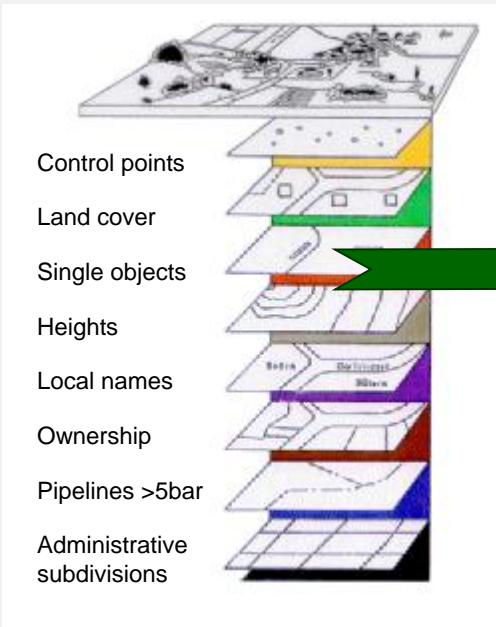 Control points
Land cover
Single objects
Heights
Local names
Ownership
Pipelines >5bar
Administrative
subdivisions